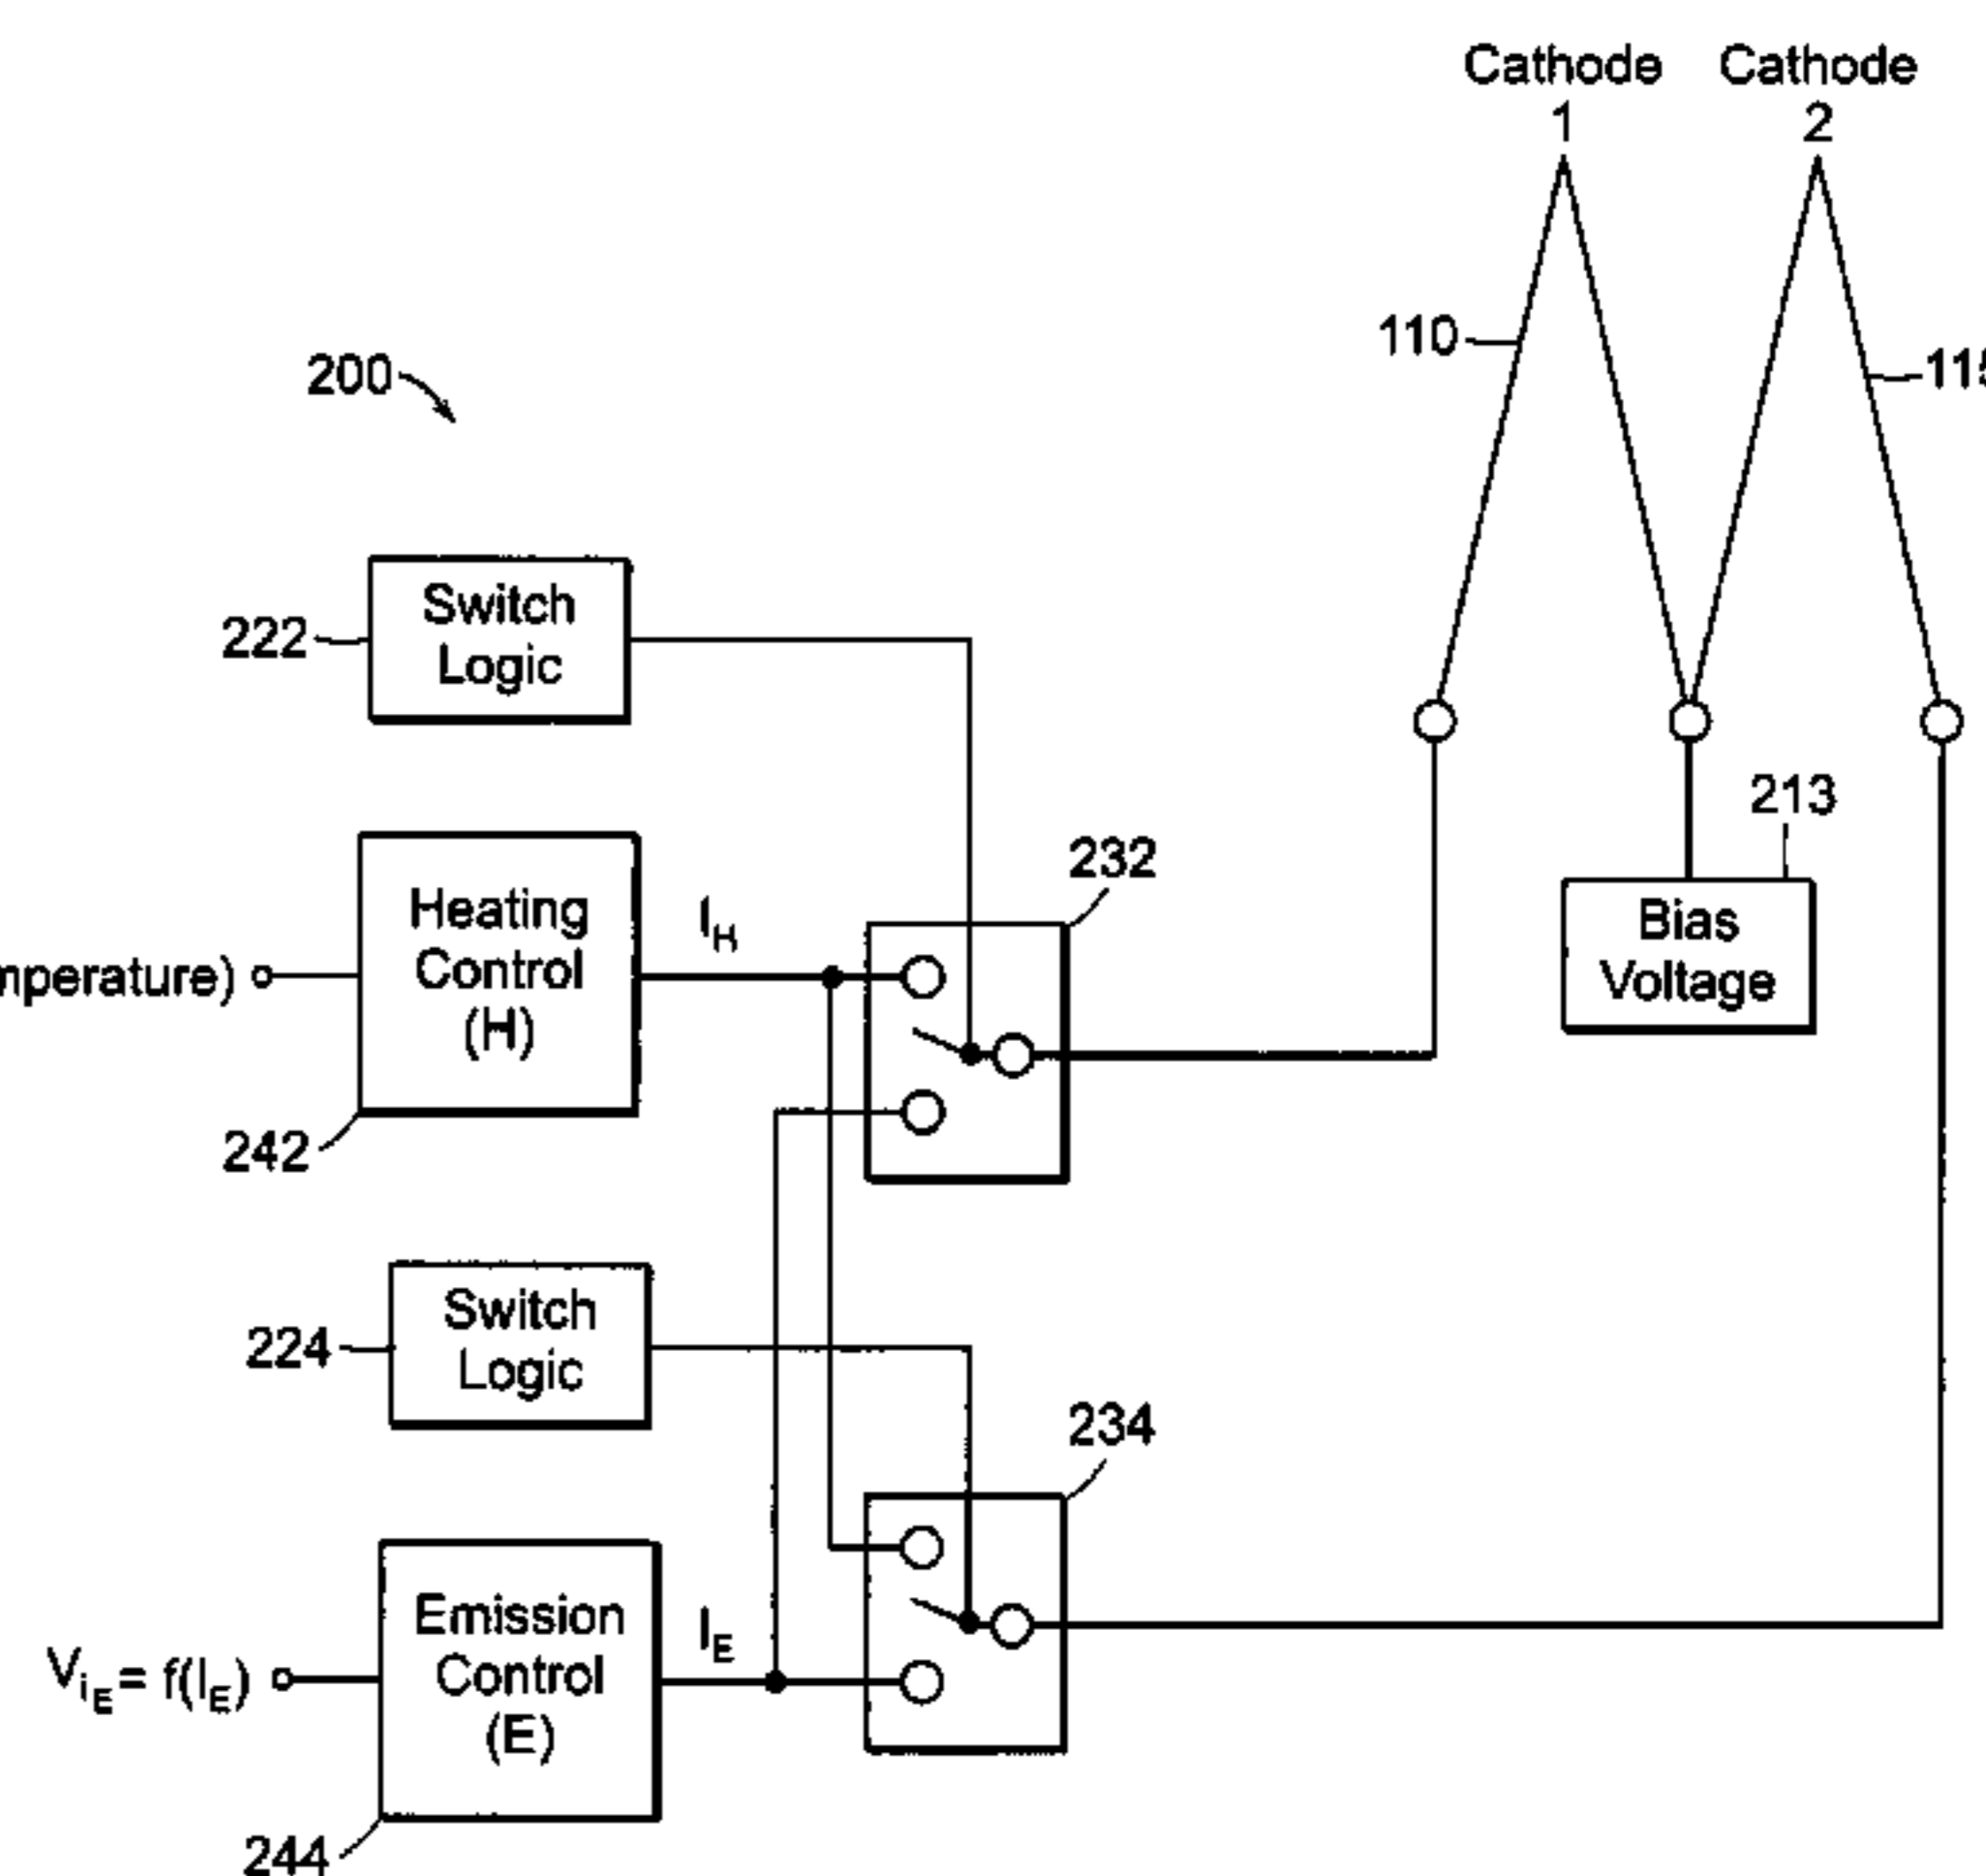 Cathode Cathode
1 2
110
115
200
222
Switch
Logic
213
232
Bias
Voltage
Heating
Control
(H)
I_H
242
224
Switch
Logic
234
Emission
Control
(E)
I_E
V_iE = f(I_E)
244